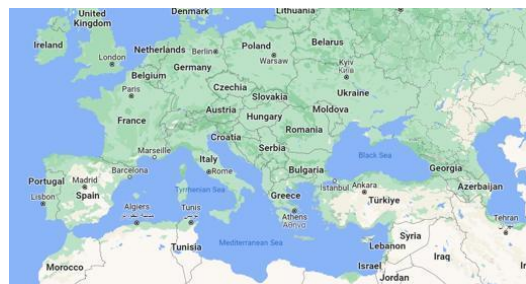 United
Kingdom
Denmark
Lithuania
Ireland
London
Netherlands
Berlin
Poland
Warsaw
Belarus
Belgium
Germany
Kyiv
Київ
Paris
Czechia
Slovakia
Ukraine
France
Austria
Hungary
Moldova
Croatia
Romania
Marseille
Italy
Serbia
Portugal
Madrid
Barcelona
Rome
Bulgaria
Black Sea
Georgia
Lisbon
Spain
Tyrrhenian Sea
Istanbul
Ankara
Azerbaijan
Greece
Türkiye
Algiers
Tunis
Athens
Αθήνα
Tehran
Tunisia
Mediterranean Sea
Syria
Lebanon
Iraq
Morocco
Israel
Jordan